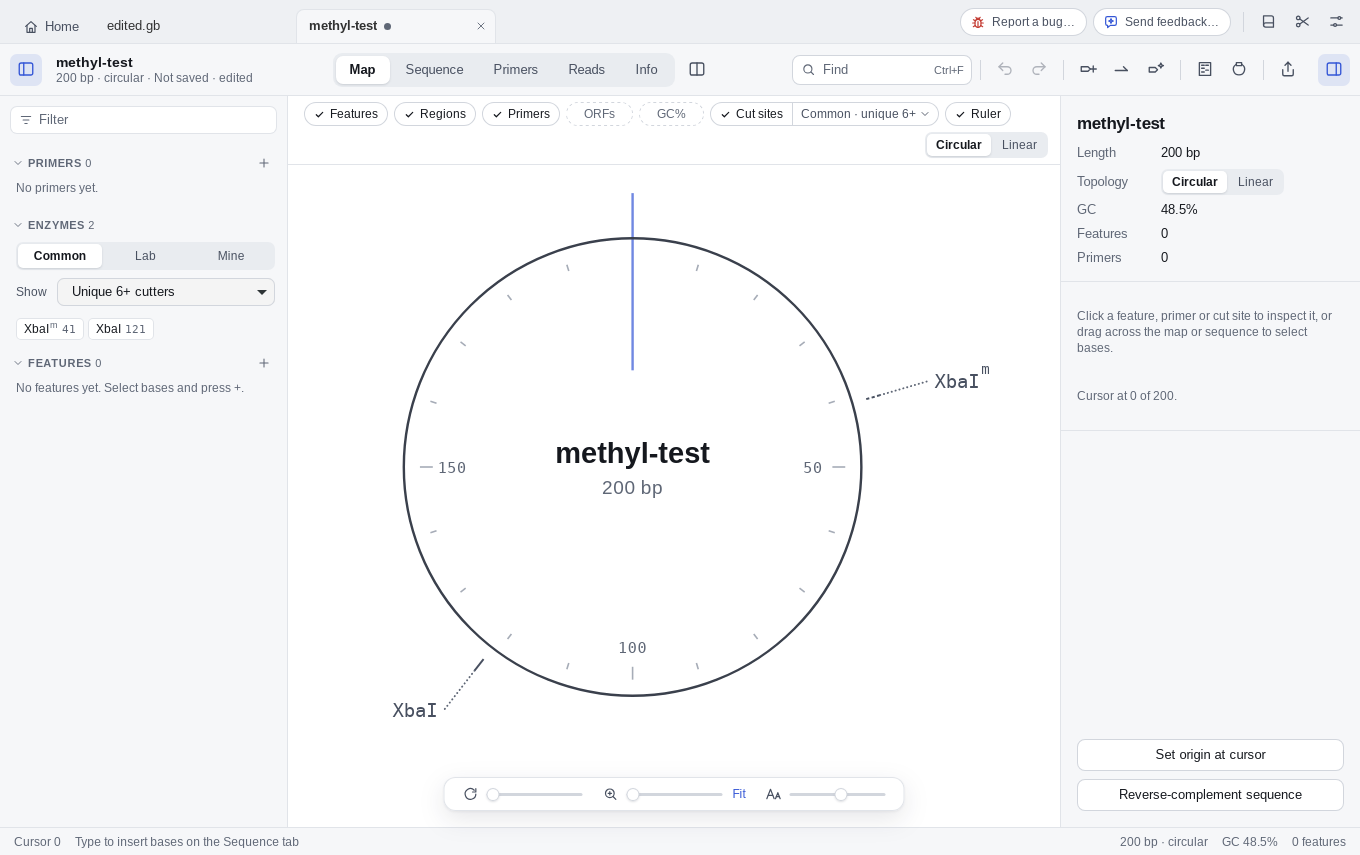 Home
edited.gb
methyl-test
Report a bug...
Send feedback...
methyl-test
200 bp · circular · Not saved · edited
Map
Sequence
Primers
Reads
Info
Find
Ctrl+F
Filter
PRIMERS 0
No primers yet.
ENZYMES 2
Common
Lab
Mine
Show
Unique 6+ cutters
XbaIm 41
XbaI 121
FEATURES 0
No features yet. Select bases and press +.
Features
Regions
Primers
ORFs
GC%
Cut sites
Common · unique 6+
Ruler
Circular
Linear
XbaIm
methyl-test
200 bp
150
50
100
XbaI
Fit
methyl-test
Length
200 bp
Topology
Circular
Linear
GC
48.5%
Features
0
Primers
0
Click a feature, primer or cut site to inspect it, or
drag across the map or sequence to select
bases.
Cursor at 0 of 200.
Set origin at cursor
Reverse-complement sequence
Cursor 0
Type to insert bases on the Sequence tab
200 bp · circular
GC 48.5%
0 features